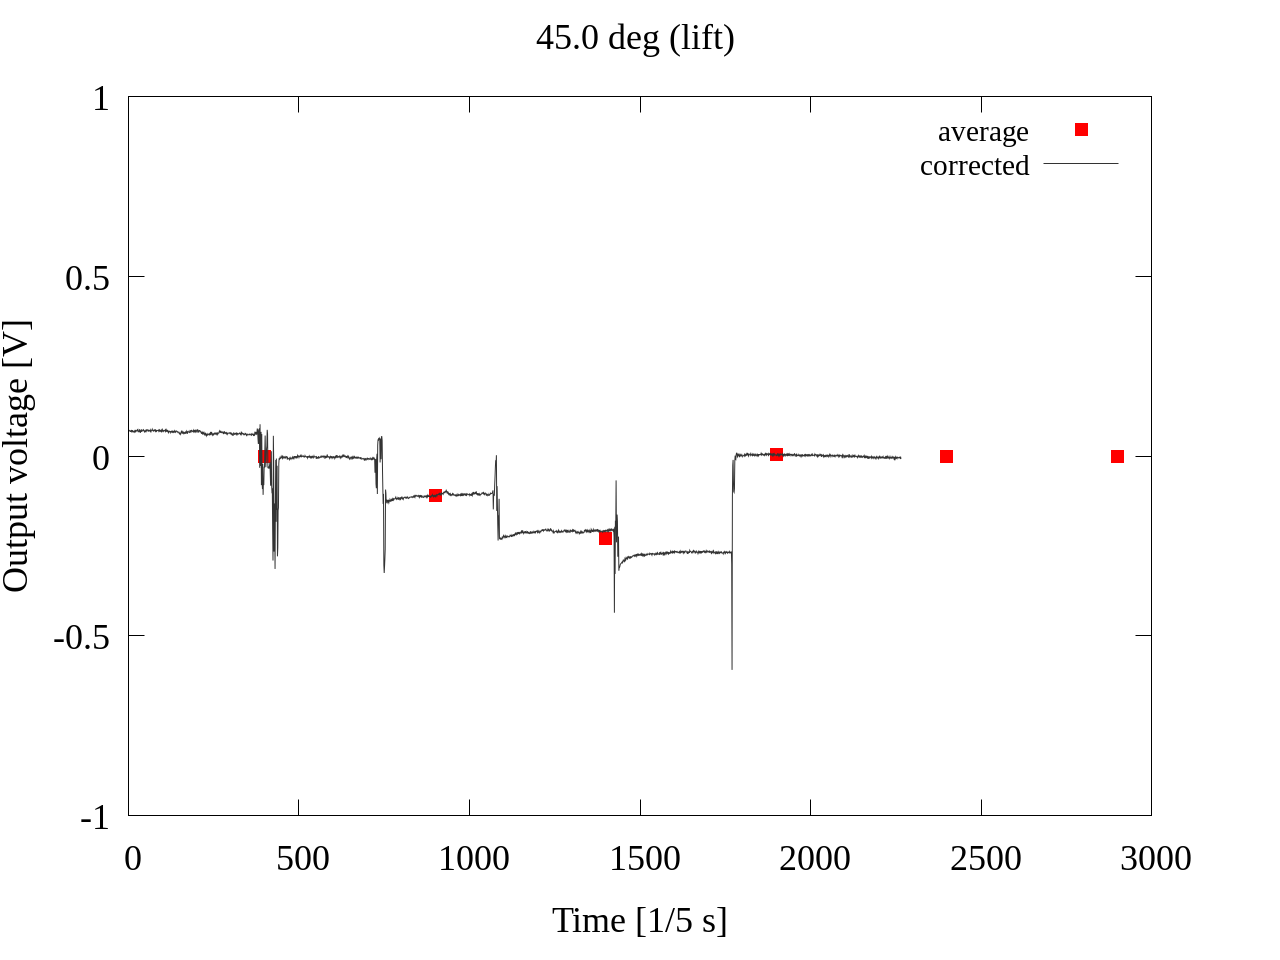 45.0 deg (lift)
average
corrected
1
0.5
0
-0.5
-1
Output voltage [V]
0 500 1000 1500 2000 2500 3000
Time [1/5 s]